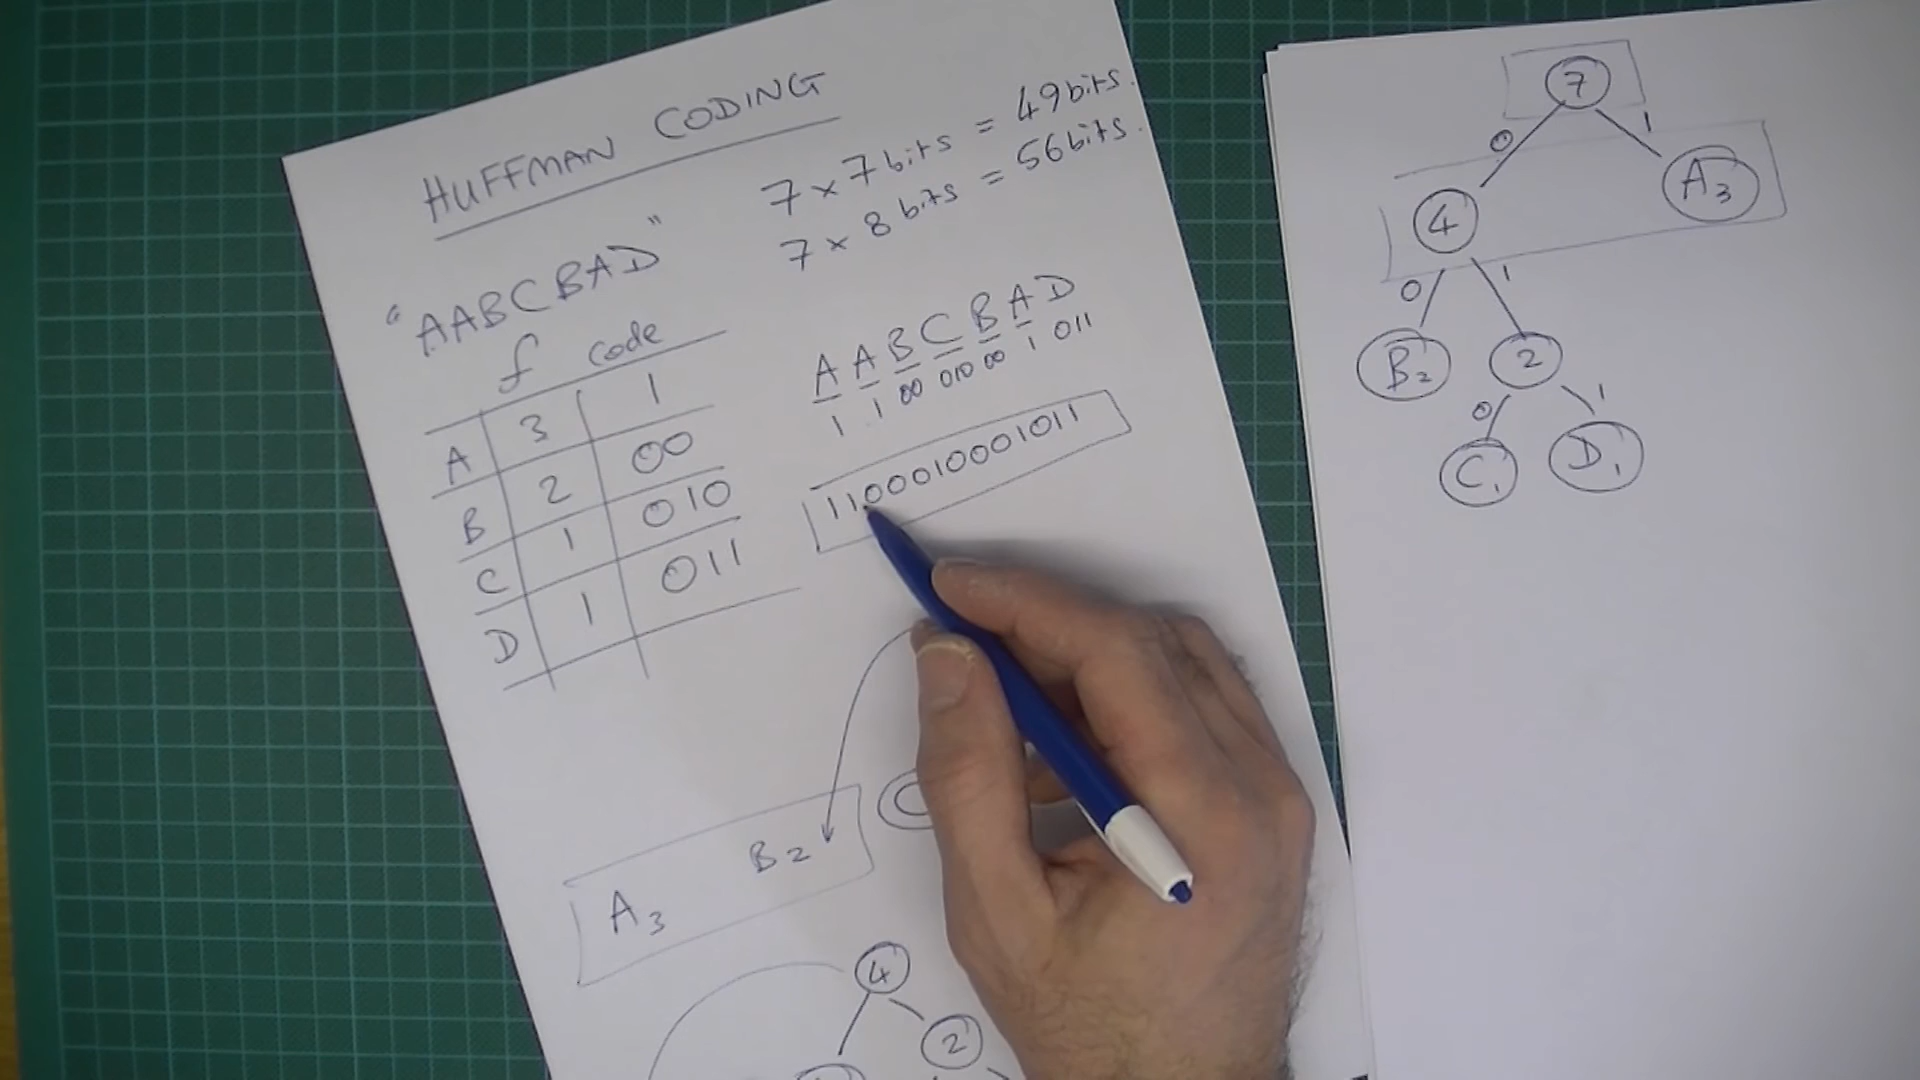 HUFFMAN CODING
7 x 7 bits = 49 bits.
7 x 8 bits = 56 bits.
"AABCBAD"
f code
A 3 1
B 2 00
C 1 010
D 1 011
A A B C B A D
1 1 00 010 00 1 011
1100010001011
A3 B2
C
4
2
7
0 1
4 A3
0 1
B2 2
0 1
C1 D1